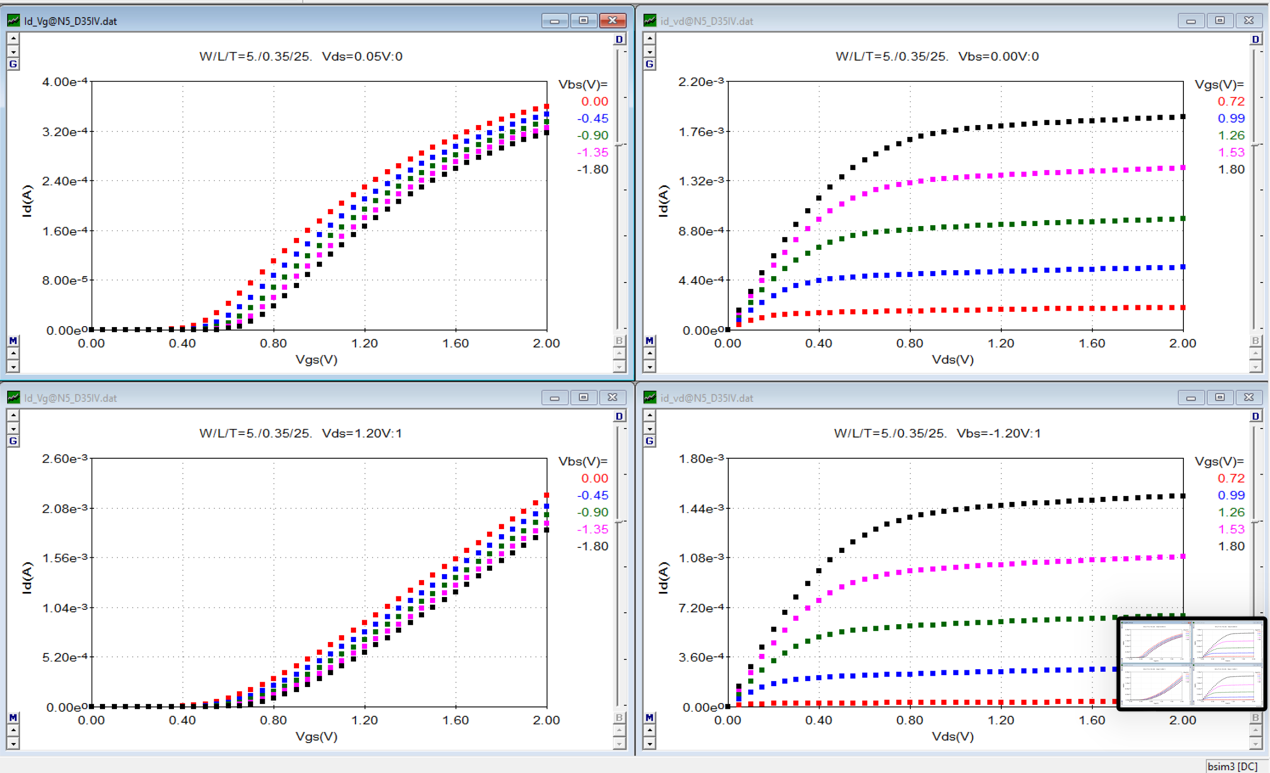 Id_Vg@N5_D35IV.dat
W/L/T=5./0.35/25. Vds=0.05V:0
D
G
Vbs(V)=
0.00
-0.45
-0.90
-1.35
-1.80
4.00e-4
3.20e-4
2.40e-4
1.60e-4
8.00e-5
0.00e0
Id(A)
0.00 0.40 0.80 1.20 1.60 2.00
Vgs(V)
M
B
id_vd@N5_D35IV.dat
W/L/T=5./0.35/25. Vbs=0.00V:0
D
G
Vgs(V)=
0.72
0.99
1.26
1.53
1.80
2.20e-3
1.76e-3
1.32e-3
8.80e-4
4.40e-4
0.00e0
Id(A)
0.00 0.40 0.80 1.20 1.60 2.00
Vds(V)
M
B
Id_Vg@N5_D35IV.dat
W/L/T=5./0.35/25. Vds=1.20V:1
D
G
Vbs(V)=
0.00
-0.45
-0.90
-1.35
-1.80
2.60e-3
2.08e-3
1.56e-3
1.04e-3
5.20e-4
0.00e0
Id(A)
0.00 0.40 0.80 1.20 1.60 2.00
Vgs(V)
M
B
id_vd@N5_D35IV.dat
W/L/T=5./0.35/25. Vbs=-1.20V:1
D
G
Vgs(V)=
0.72
0.99
1.26
1.53
1.80
1.80e-3
1.44e-3
1.08e-3
7.20e-4
3.60e-4
0.00e0
Id(A)
0.00 0.40 0.80 1.20 1.60 2.00
Vds(V)
M
B
bsim3 [DC]